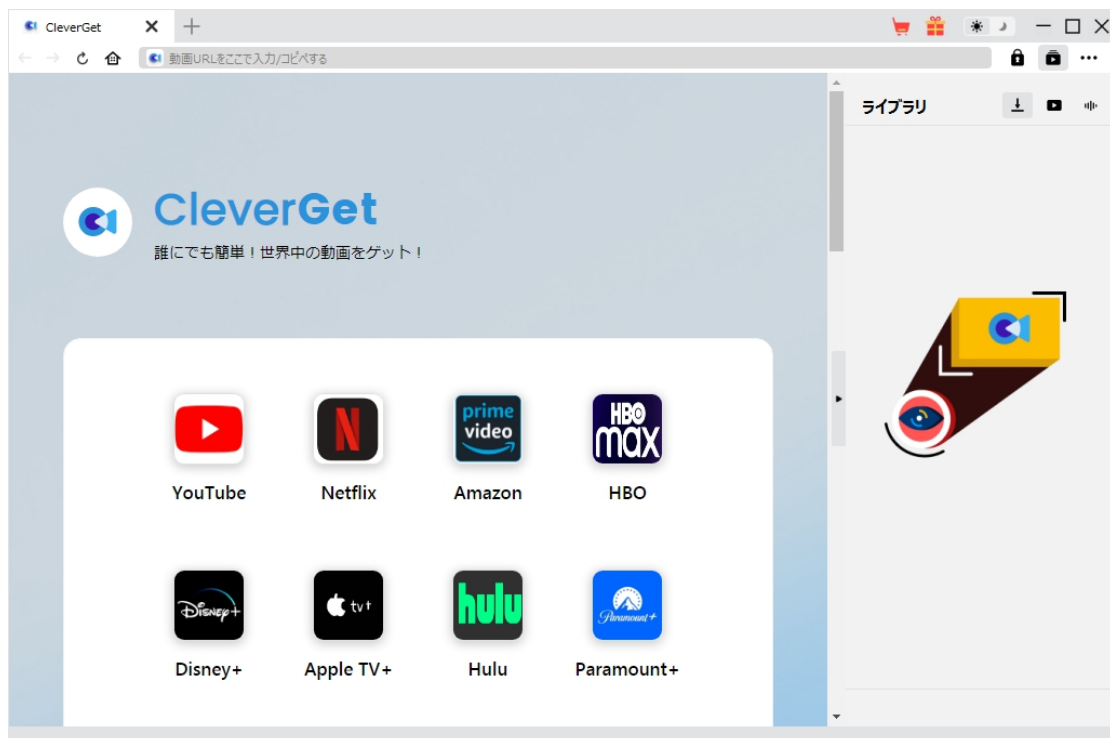 CleverGet
動画URLをここで入力/コピペする
ライブラリ
CleverGet
誰にでも簡単！世界中の動画をゲット！
prime video
HBO max
YouTube
Netflix
Amazon
HBO
Disney+
tv+
hulu
Paramount+
Disney+
Apple TV+
Hulu
Paramount+